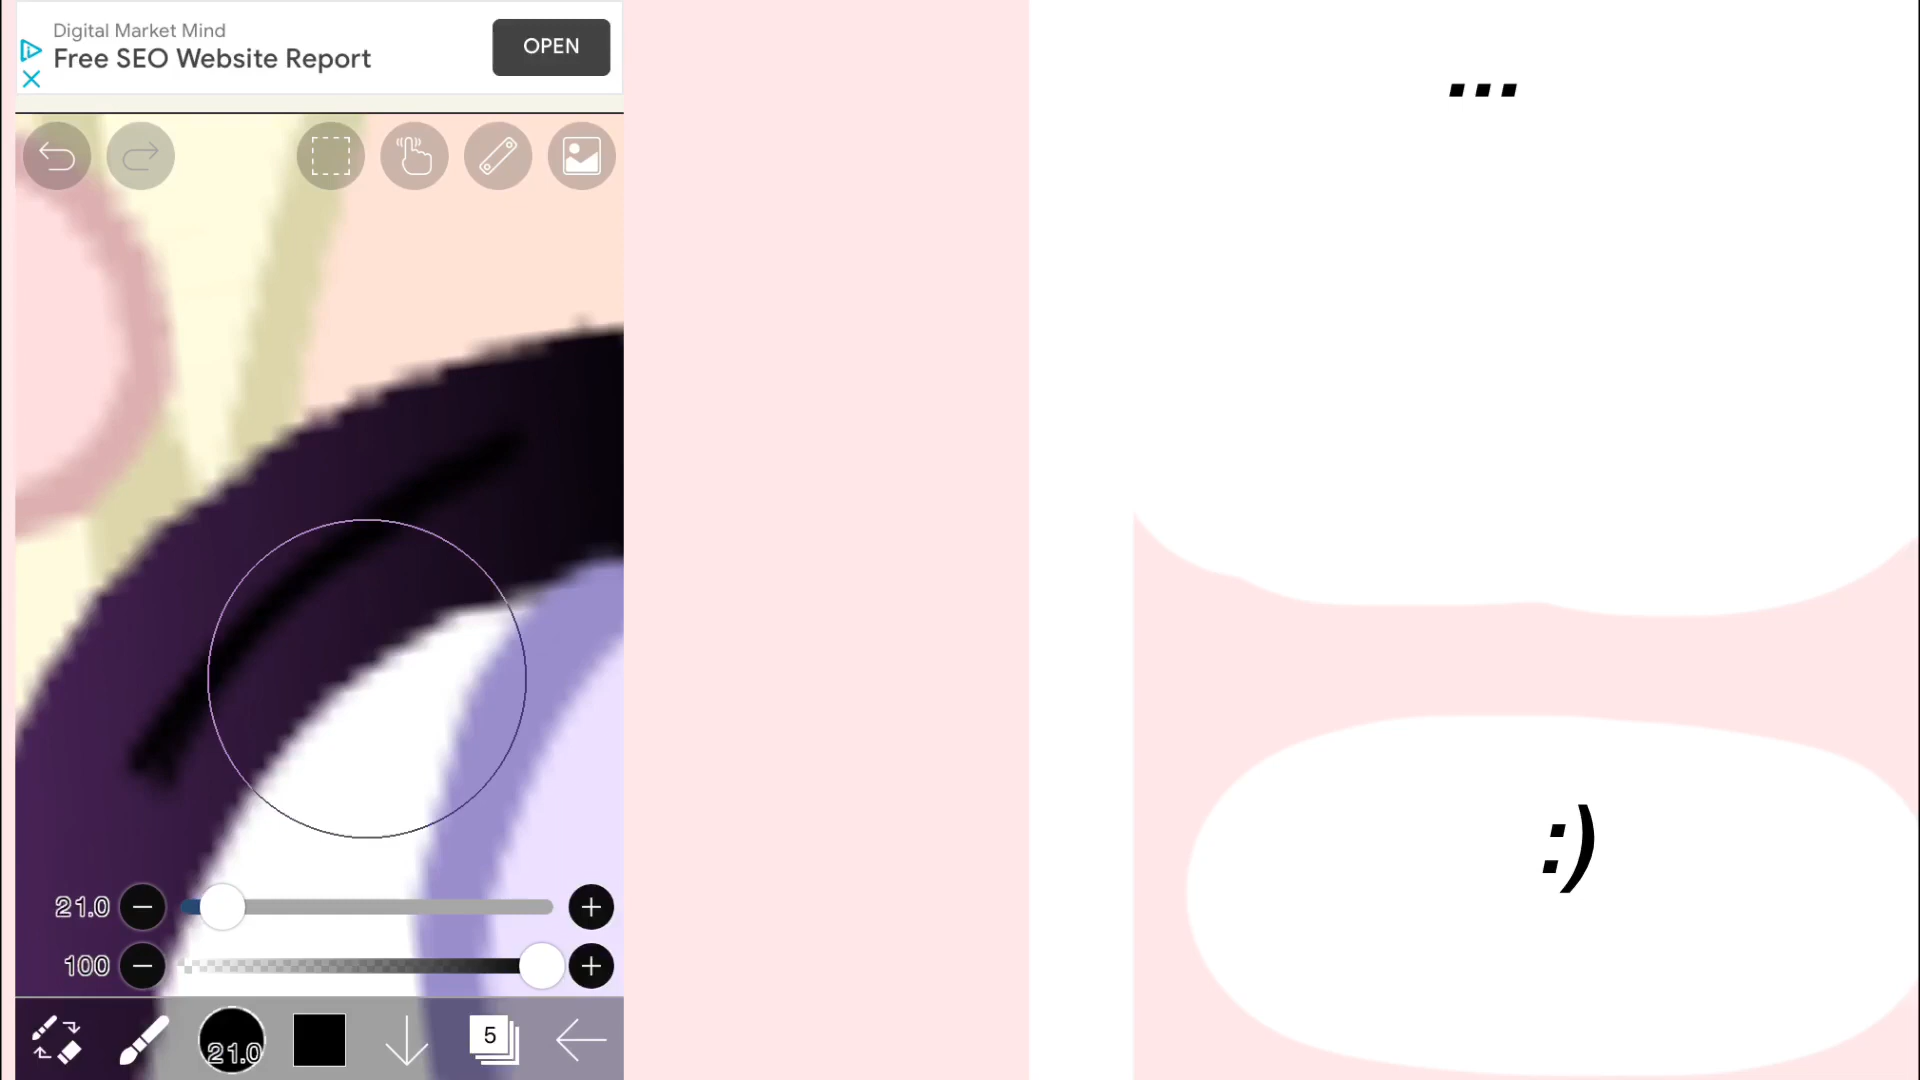 Digital Market Mind
Free SEO Website Report
OPEN
...
:)
21.0
100
21.0
5